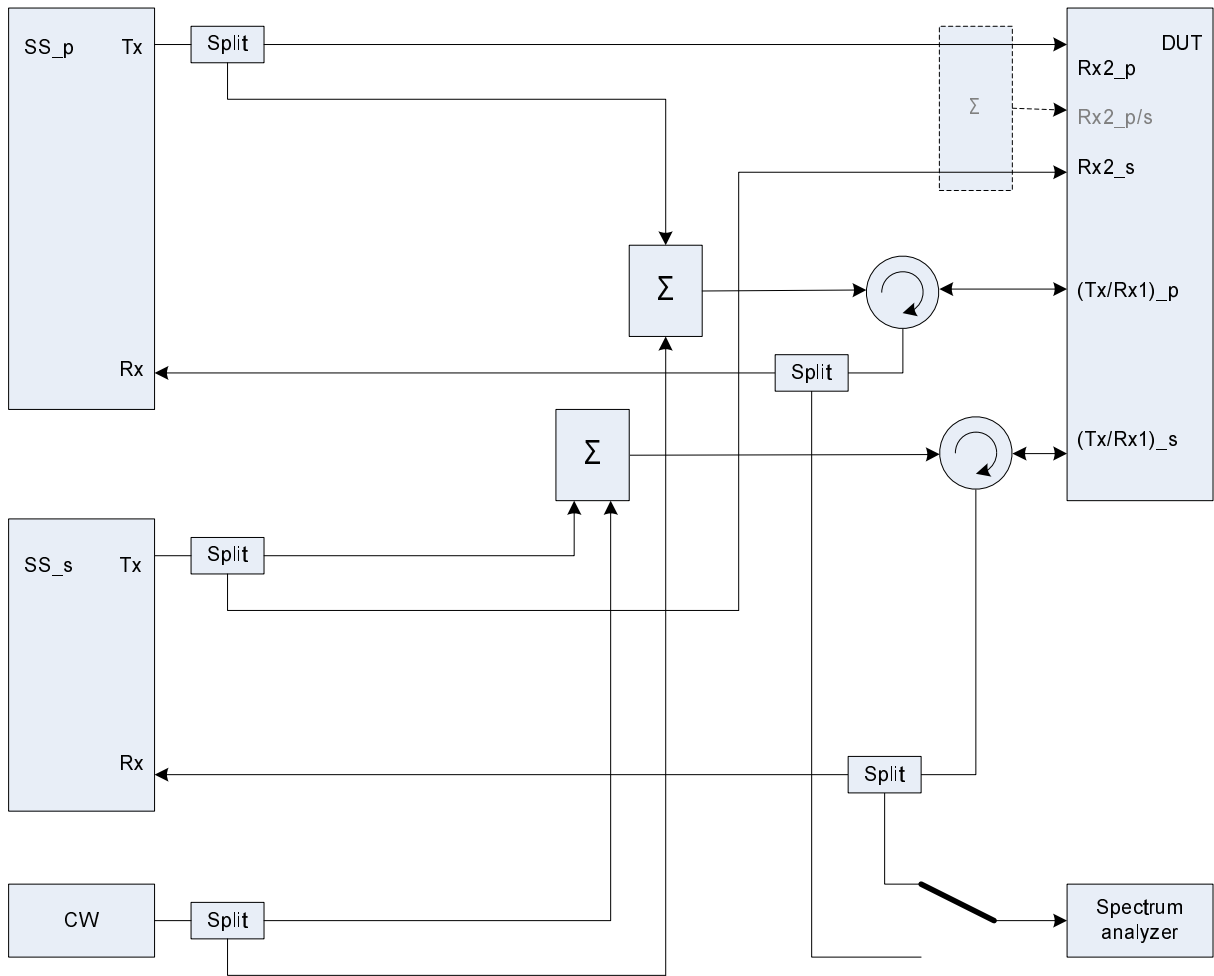 SS_p Tx
Split
DUT
Rx2_p
Σ
Rx2_p/s
Rx2_s
Σ
(Tx/Rx1)_p
Rx
Split
Σ
(Tx/Rx1)_s
SS_s Tx
Split
Rx
Split
CW
Split
Spectrum
analyzer